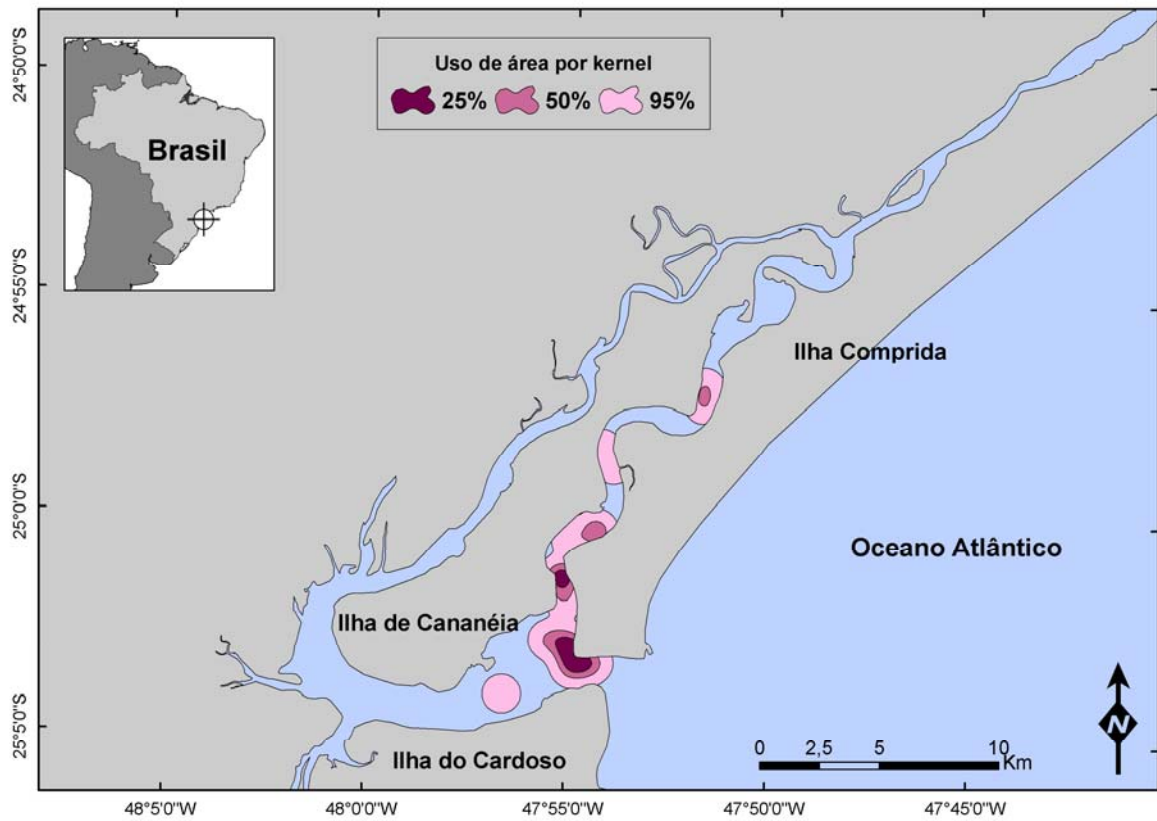 Uso de área por kernel
25% 50% 95%
Brasil
24°50'0"S
24°55'0"S
25°0'0"S
25°5'0"S
Ilha Comprida
Oceano Atlântico
Ilha de Cananéia
Ilha do Cardoso
0 2,5 5 10
Km
N
48°5'0"W 48°0'0"W 47°55'0"W 47°50'0"W 47°45'0"W